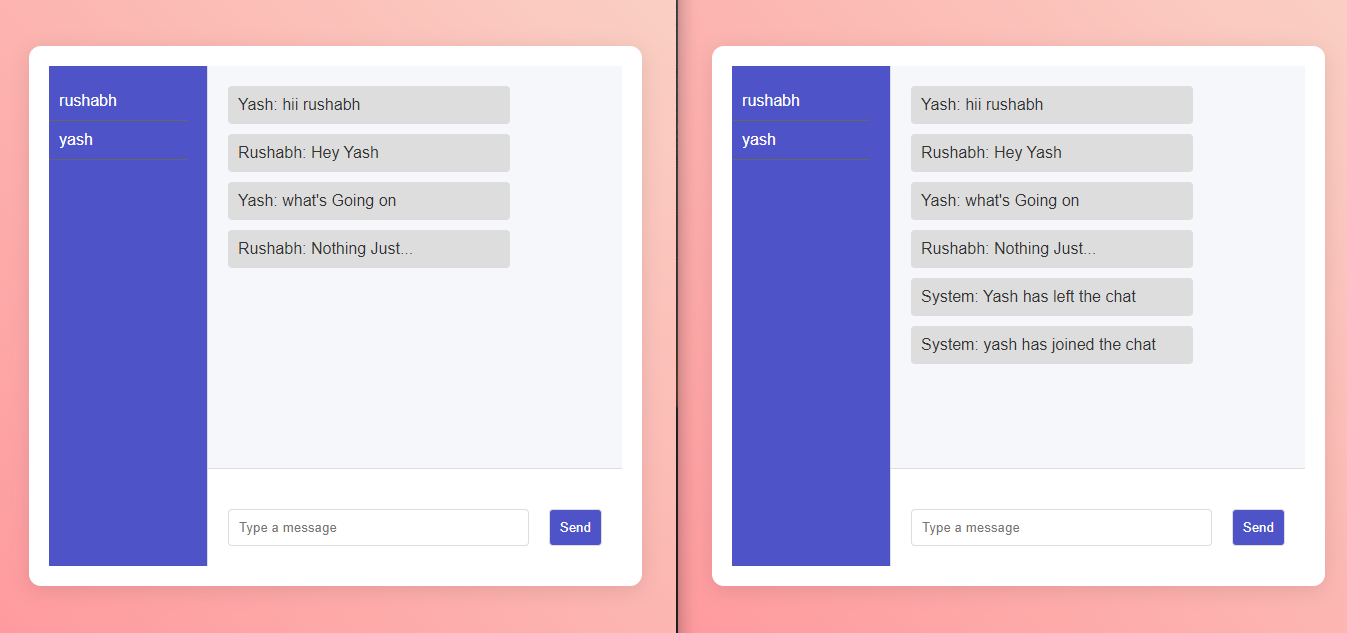 rushabh
yash
Yash: hii rushabh
Rushabh: Hey Yash
Yash: what's Going on
Rushabh: Nothing Just...
Type a message
Send
rushabh
yash
Yash: hii rushabh
Rushabh: Hey Yash
Yash: what's Going on
Rushabh: Nothing Just...
System: Yash has left the chat
System: yash has joined the chat
Type a message
Send